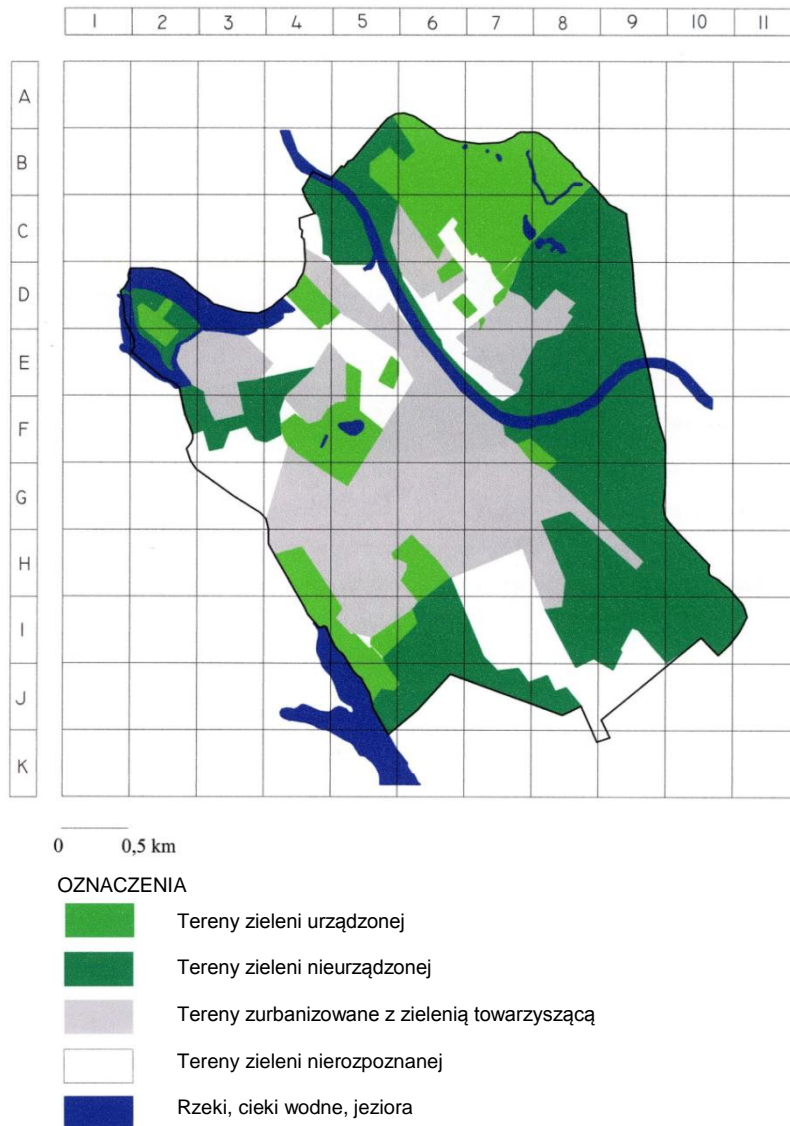 1 2 3 4 5 6 7 8 9 10 11
A
B
C
D
E
F
G
H
I
J
K
0 0,5 km
OZNACZENIA
Tereny zieleni urządzonej
Tereny zieleni nieurządzonej
Tereny zurbanizowane z zielenią towarzyszącą
Tereny zieleni nierozpoznanej
Rzeki, cieki wodne, jeziora